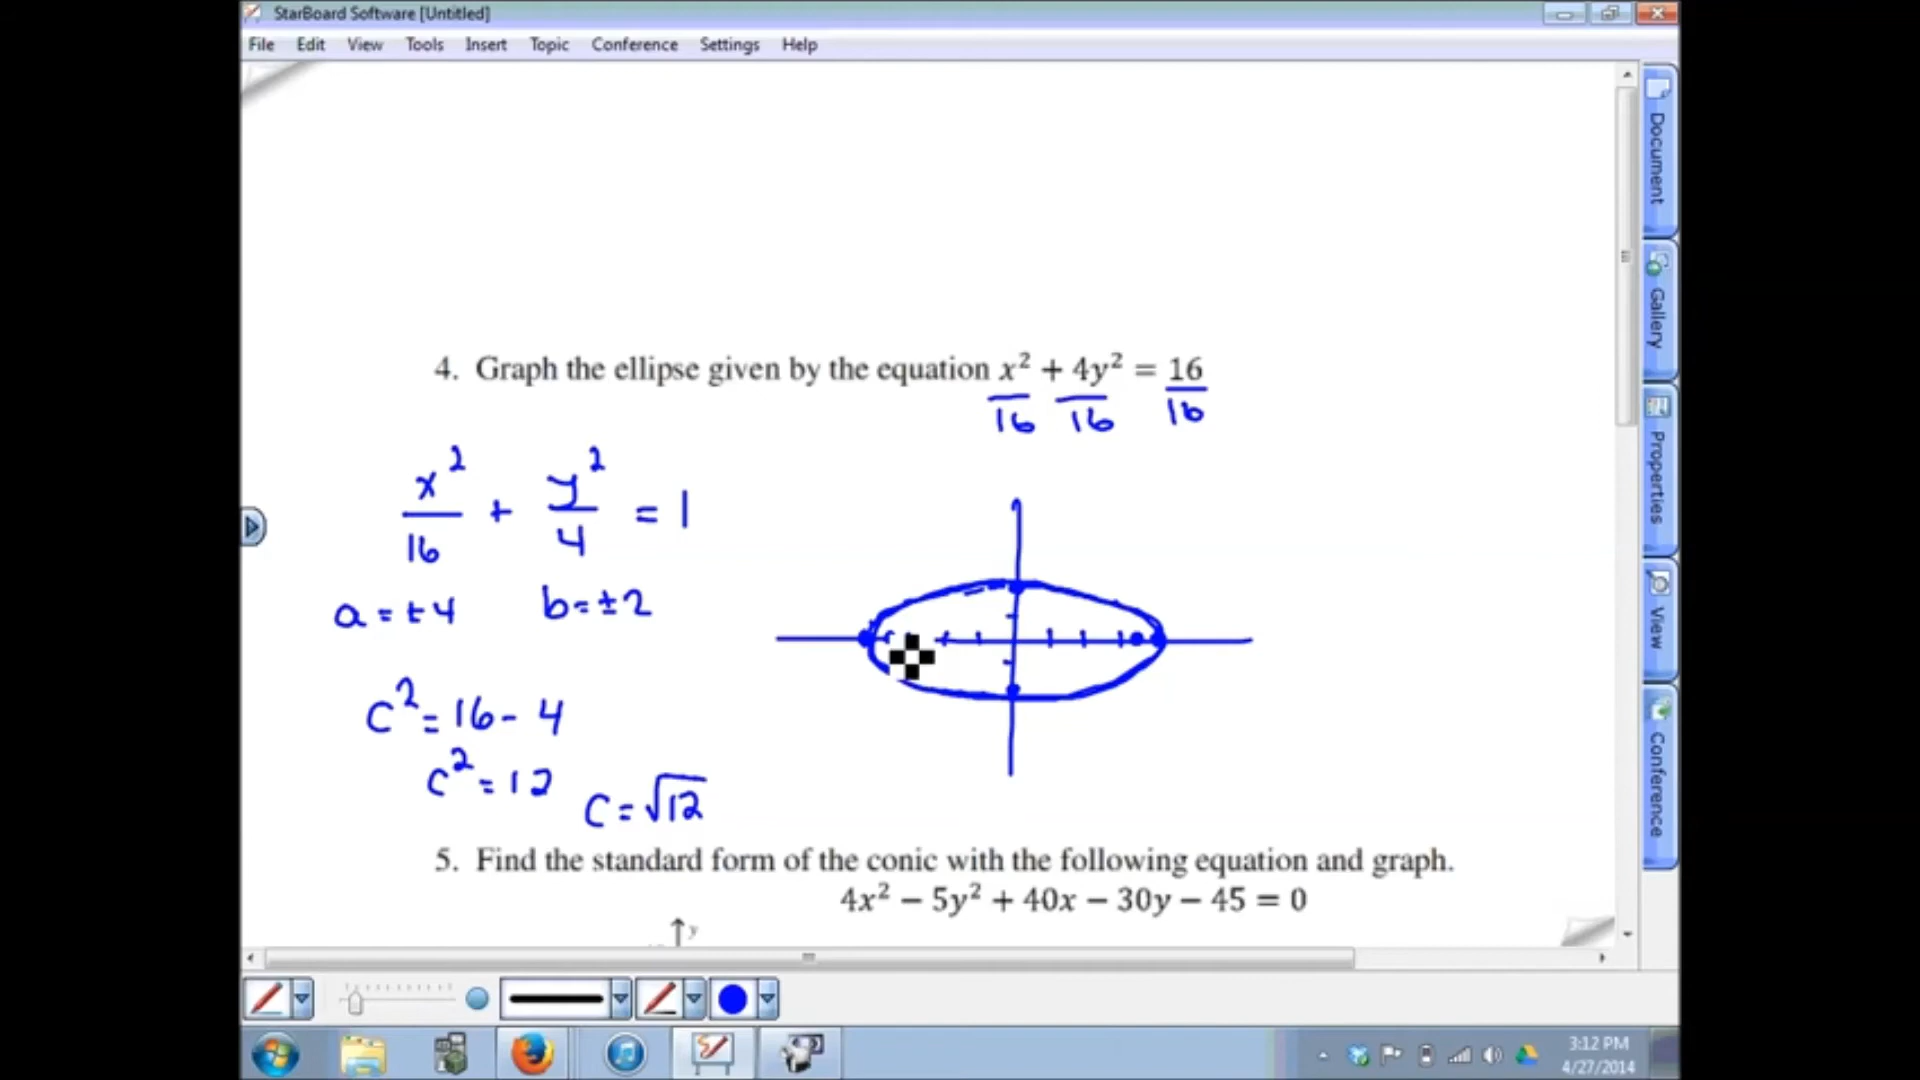 StarBoard Software [Untitled]
File Edit View Tools Insert Topic Conference Settings Help
Document
Gallery
Properties
View
Conference
4. Graph the ellipse given by the equation x² + 4y² = 16
16 16 16
x²/16 + y²/4 = 1
a = ±4 b = ±2
c² = 16 - 4
c² = 12 c = √12
5. Find the standard form of the conic with the following equation and graph.
4x² − 5y² + 40x − 30y − 45 = 0
y
3:12 PM
4/27/2014